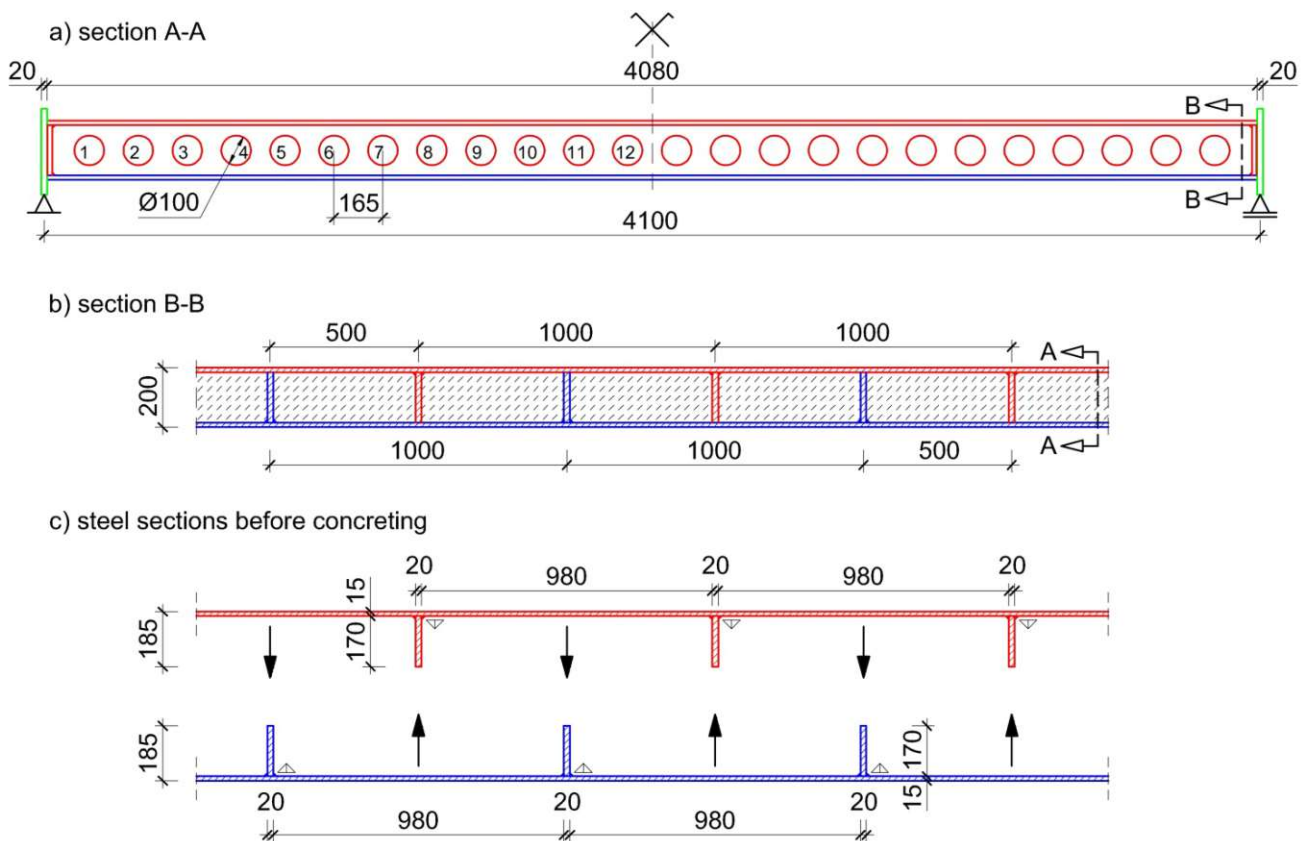 a) section A-A
20 4080 20
B
1 2 3 4 5 6 7 8 9 10 11 12
B
Ø100 165
4100
b) section B-B
500 1000 1000
A
200
A
1000 1000 500
c) steel sections before concreting
20 20 20
15 980 980
185 170
185 170
15
20 20 20
980 980